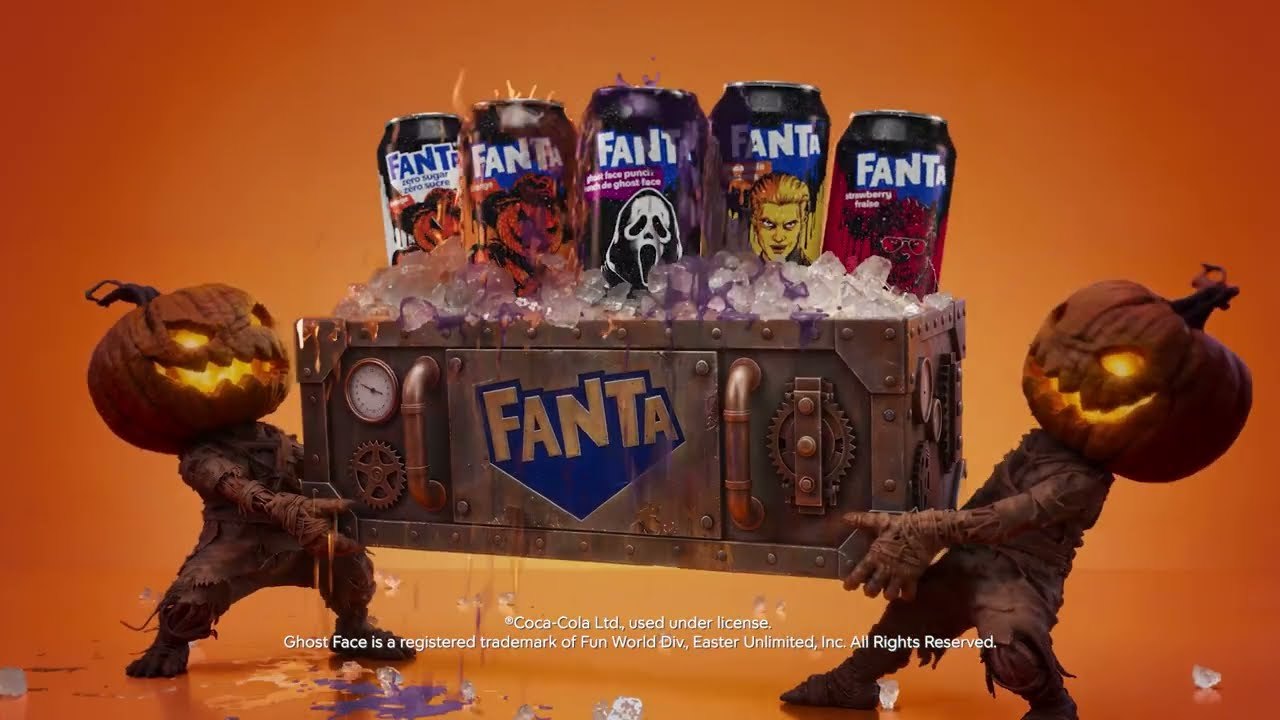 FANTA
zero sugar
zéro sucre
FANTA
FANTA
ghost face punch
punch de ghost face
FANTA
FANTA
strawberry
fraise
FANTA
®Coca-Cola Ltd., used under license.
Ghost Face is a registered trademark of Fun World Div., Easter Unlimited, Inc. All Rights Reserved.